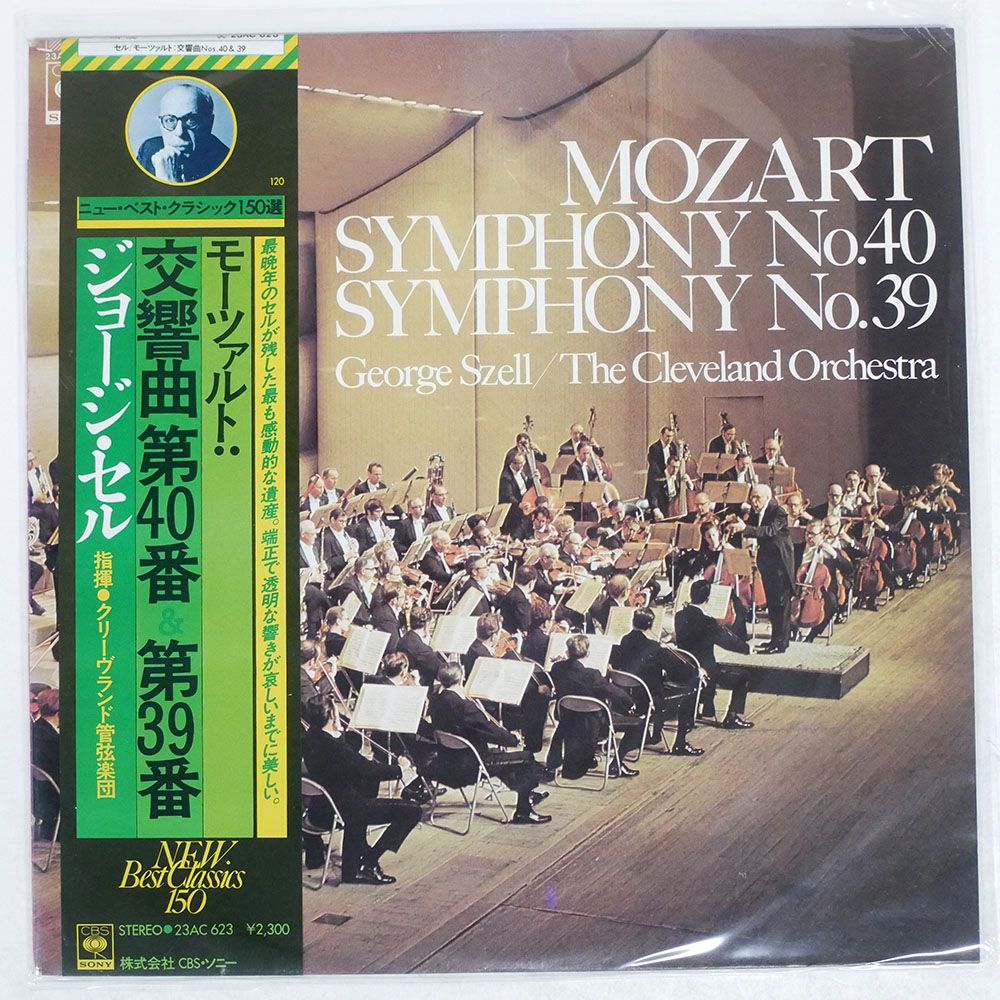 23AC 623
セル/モーツァルト:交響曲Nos.40 & 39
120
ニュー・ベスト・クラシック150選
最晩年のセルが残した最も感動的な遺産。端正で透明な響きが哀しいまでに美しい。
モーツァルト:
交響曲 第40番 & 第39番
ジョージ・セル
指揮●クリーヴランド管弦楽団
NEW.
Best Classics
150
CBS
SONY
STEREO●23AC 623 ¥2,300
株式会社 CBS・ソニー
MOZART
SYMPHONY No.40
SYMPHONY No.39
George Szell/The Cleveland Orchestra